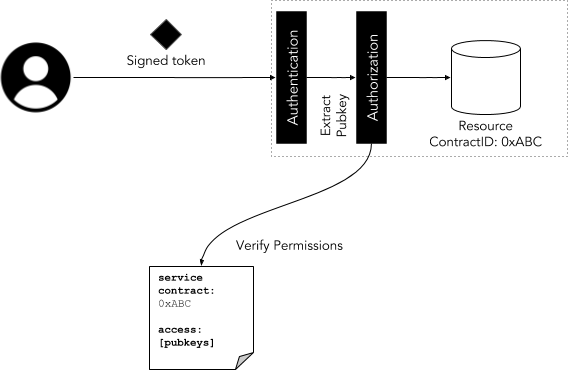 Signed token
Authentication
Extract
Pubkey
Authorization
Resource
ContractID: 0xABC
Verify Permissions
service
contract:
0xABC
access:
[pubkeys]